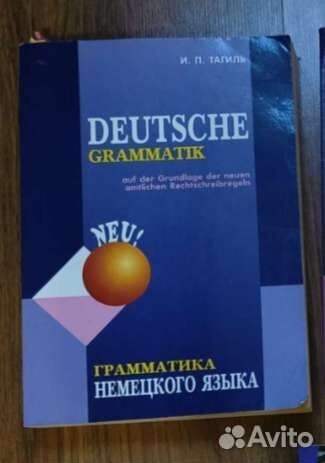 И. П. ТАГИЛЬ
DEUTSCHE
GRAMMATIK
auf der Grundlage der neuen
amtlichen Rechtschreibregeln
NEU!
ГРАММАТИКА
НЕМЕЦКОГО ЯЗЫКА
Avito